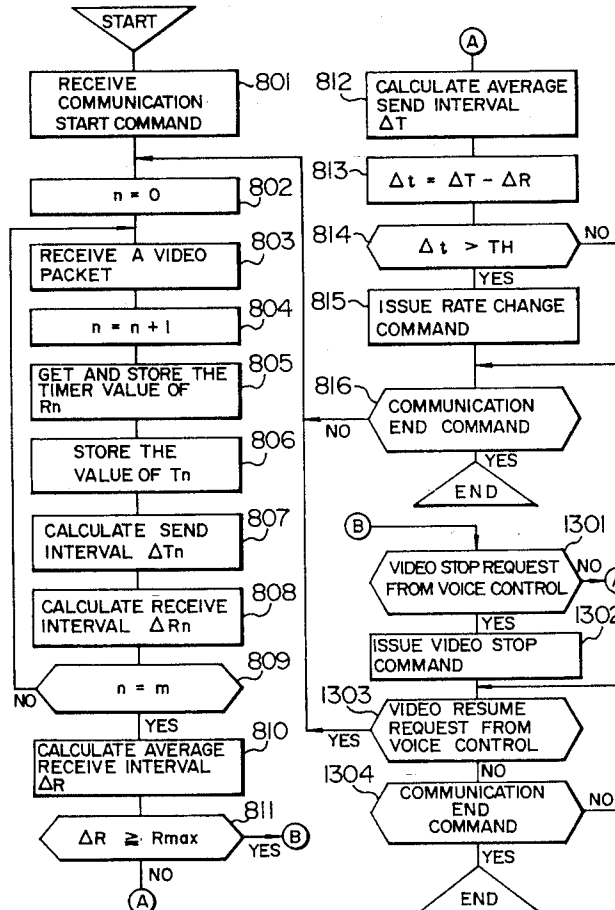 START
RECEIVE
COMMUNICATION
START COMMAND
801
n = 0
802
RECEIVE A VIDEO
PACKET
803
n = n + 1
804
GET AND STORE THE
TIMER VALUE OF
Rn
805
STORE THE
VALUE OF Tn
806
CALCULATE SEND
INTERVAL ΔTn
807
CALCULATE RECEIVE
INTERVAL ΔRn
808
n = m
809
NO
YES
CALCULATE AVERAGE
RECEIVE INTERVAL
ΔR
810
ΔR ≧ Rmax
811
YES
B
NO
A
A
812
CALCULATE AVERAGE
SEND INTERVAL
ΔT
813
Δt = ΔT - ΔR
814
Δt > TH
NO
YES
815
ISSUE RATE CHANGE
COMMAND
816
COMMUNICATION
END COMMAND
NO
YES
END
B
1301
VIDEO STOP REQUEST
FROM VOICE CONTROL
NO
A
YES
1302
ISSUE VIDEO STOP
COMMAND
1303
VIDEO RESUME
REQUEST FROM
VOICE CONTROL
YES
NO
1304
COMMUNICATION
END
COMMAND
NO
YES
END